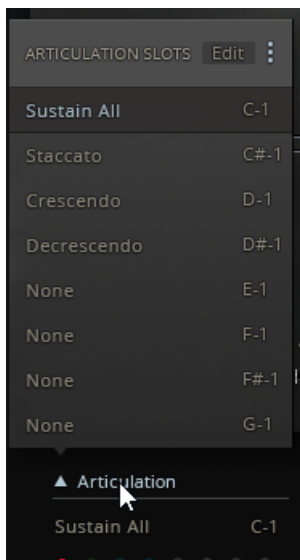 ARTICULATION SLOTS Edit
Sustain All C-1
Staccato C#-1
Crescendo D-1
Decrescendo D#-1
None E-1
None F-1
None F#-1
None G-1
Articulation
Sustain All C-1